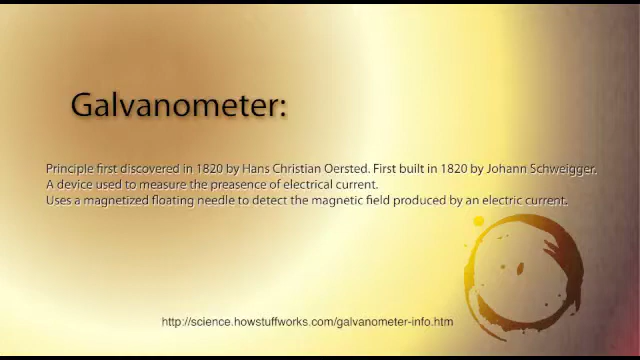 Galvanometer:
Principle first discovered in 1820 by Hans Christian Oersted. First built in 1820 by Johann Schweigger.
A device used to measure the preasence of electrical current.
Uses a magnetized floating needle to detect the magnetic field produced by an electric current.
http://science.howstuffworks.com/galvanometer-info.htm